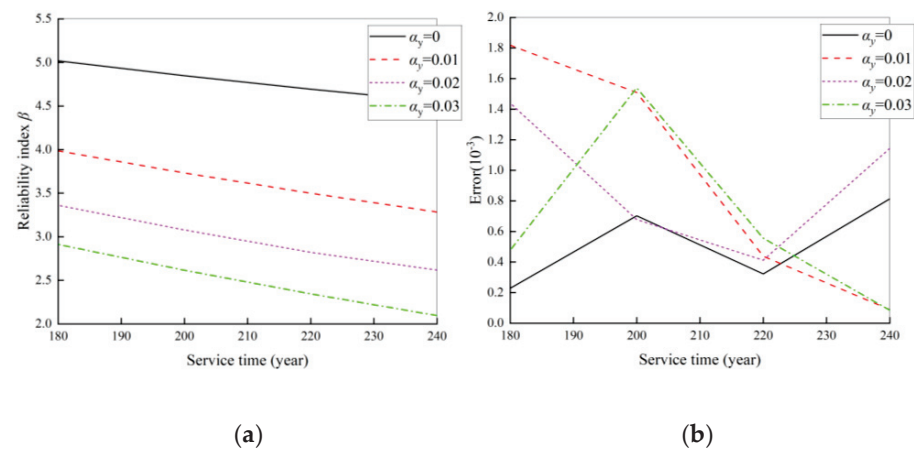 5.5
5.0
4.5
4.0
3.5
3.0
2.5
2.0
Reliability index β
180 190 200 210 220 230 240
Service time (year)
αy=0
αy=0.01
αy=0.02
αy=0.03
(a)
2.0
1.8
1.6
1.4
1.2
1.0
0.8
0.6
0.4
0.2
0.0
Error(10⁻³)
180 190 200 210 220 230 240
Service time (year)
αy=0
αy=0.01
αy=0.02
αy=0.03
(b)